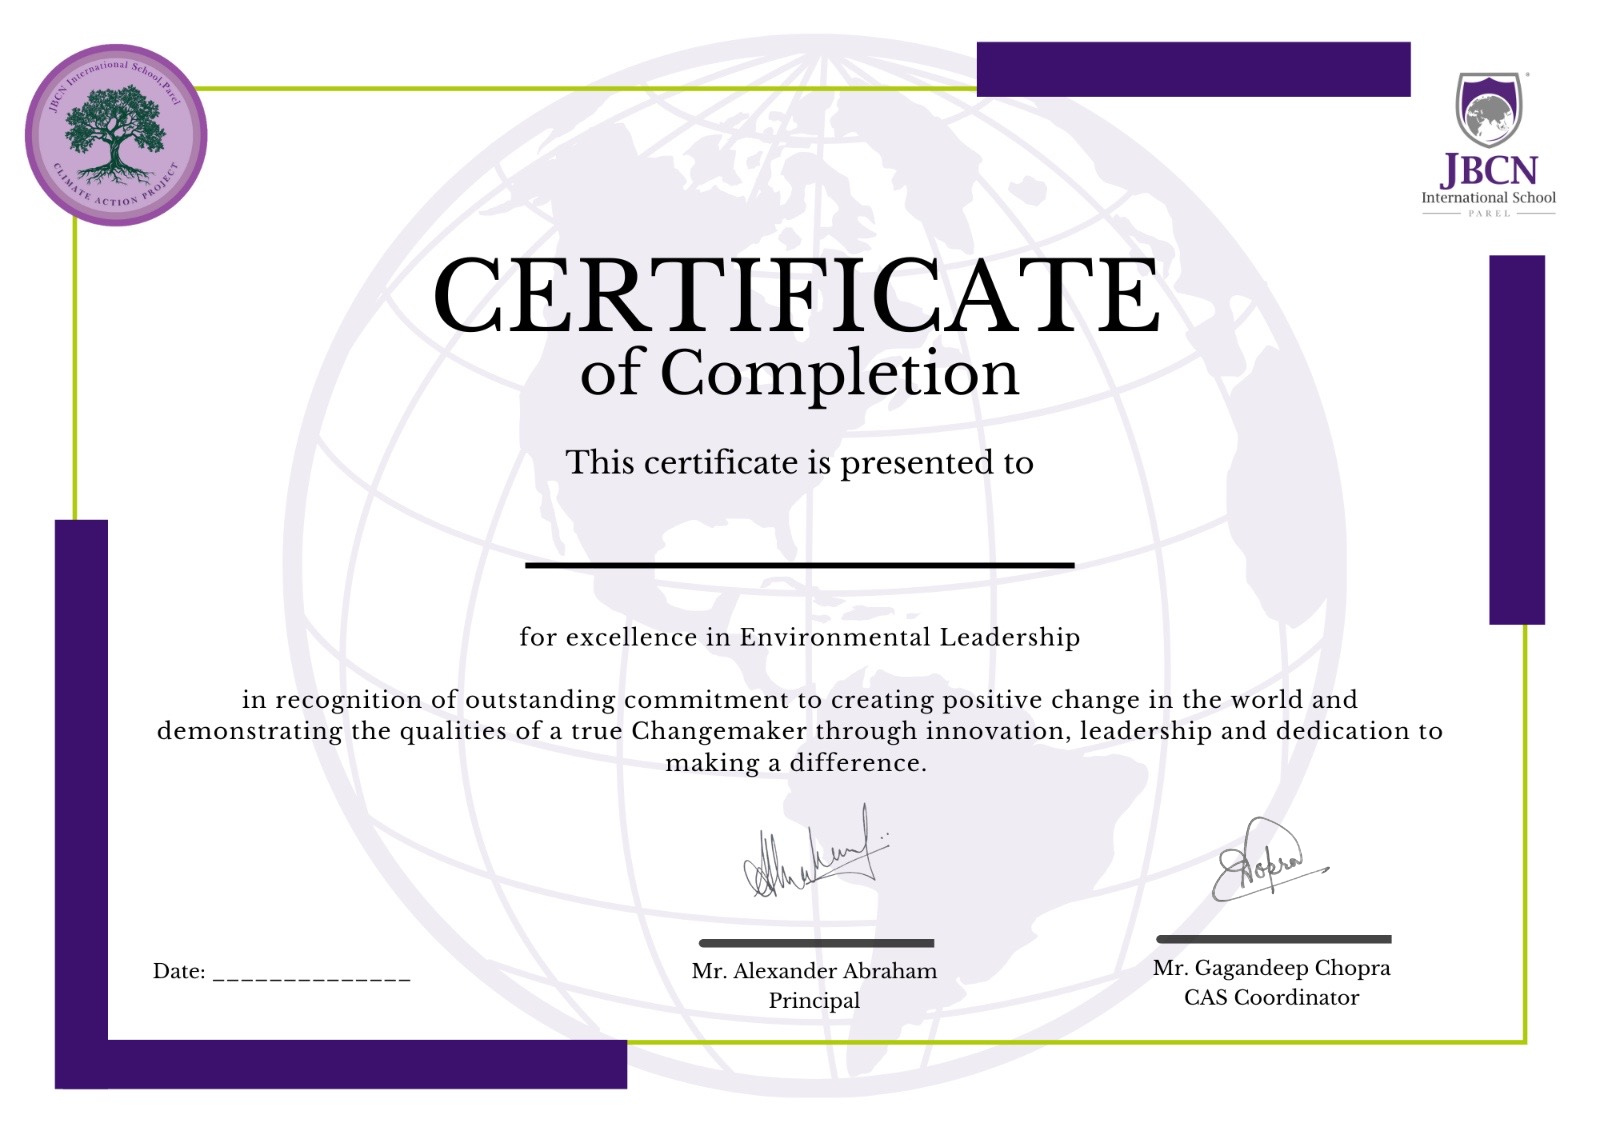 JBCN International School, Parel
CLIMATE ACTION PROJECT
JBCN
International School
PAREL
CERTIFICATE
of Completion
This certificate is presented to
for excellence in Environmental Leadership
in recognition of outstanding commitment to creating positive change in the world and
demonstrating the qualities of a true Changemaker through innovation, leadership and dedication to
making a difference.
Date: ______________
Mr. Alexander Abraham
Principal
Chopra
Mr. Gagandeep Chopra
CAS Coordinator